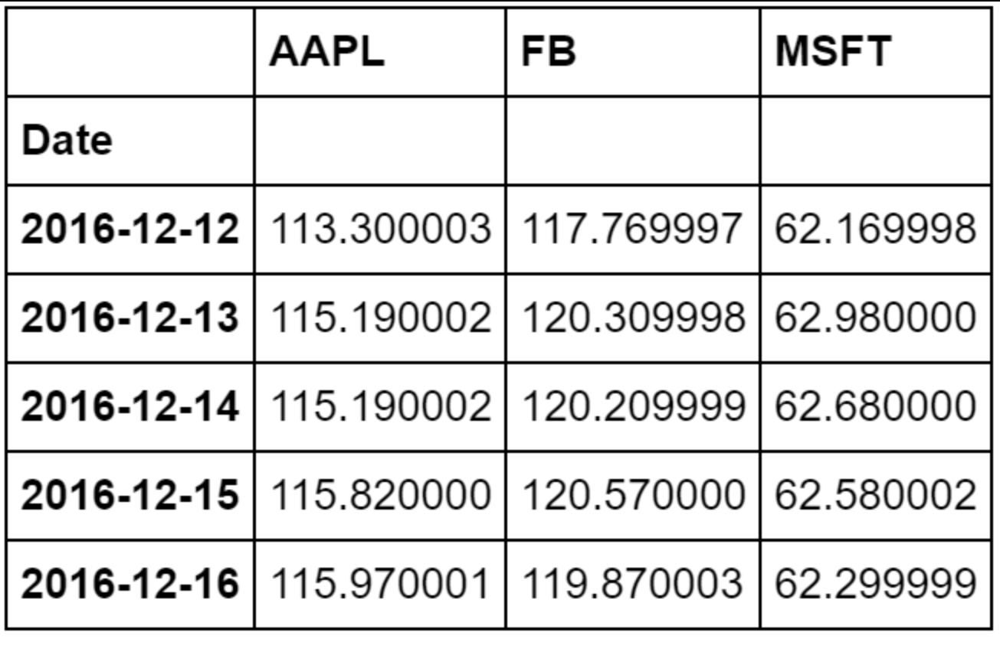 AAPL FB MSFT
Date
2016-12-12 113.300003 117.769997 62.169998
2016-12-13 115.190002 120.309998 62.980000
2016-12-14 115.190002 120.209999 62.680000
2016-12-15 115.820000 120.570000 62.580002
2016-12-16 115.970001 119.870003 62.299999